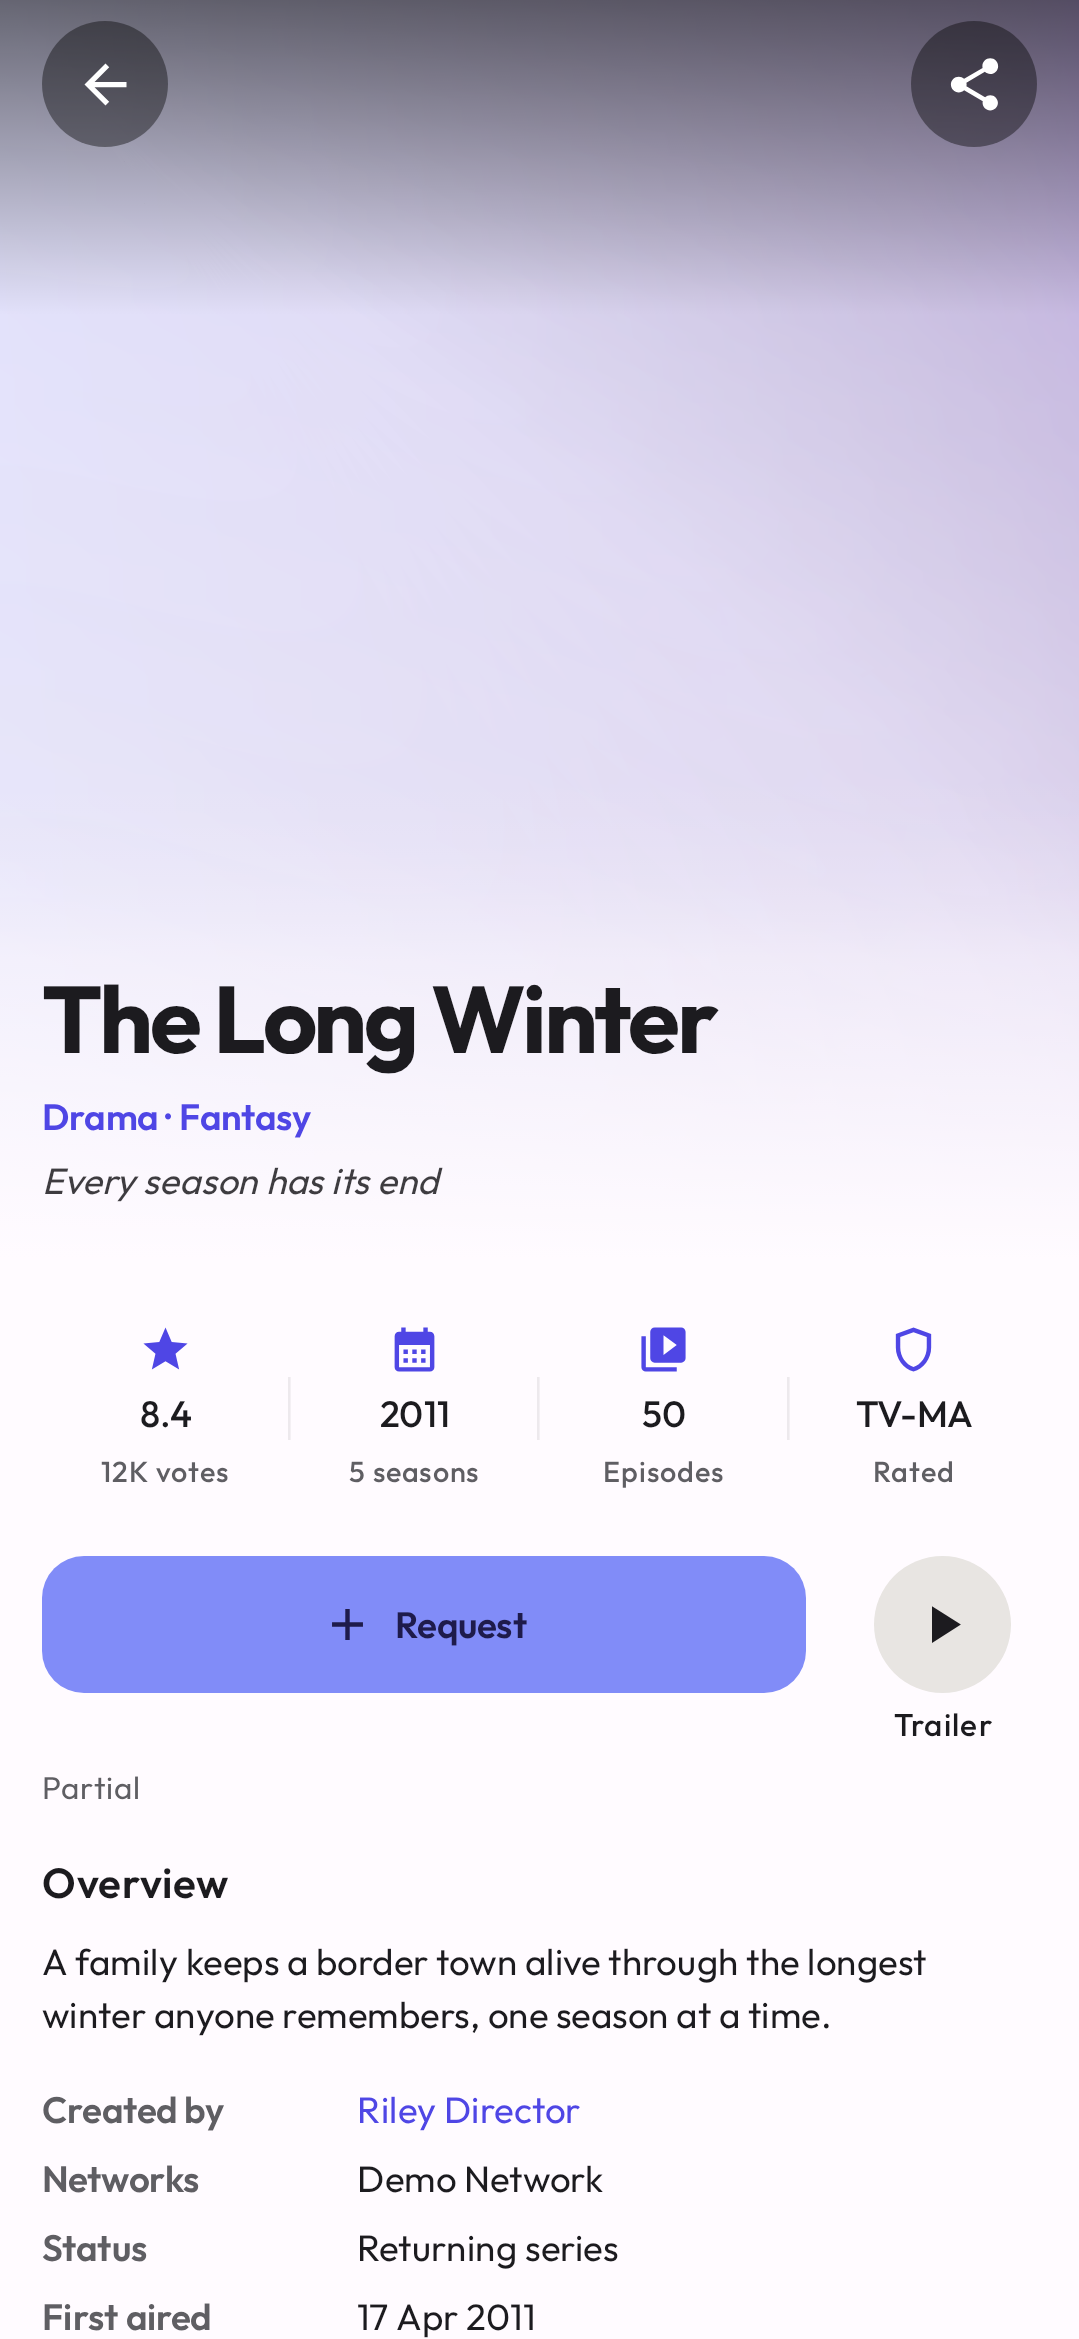 The Long Winter
Drama · Fantasy
Every season has its end
8.4
2011
50
TV-MA
12K votes
5 seasons
Episodes
Rated
Request
Trailer
Partial
Overview
A family keeps a border town alive through the longest
winter anyone remembers, one season at a time.
Created by Riley Director
Networks Demo Network
Status Returning series
First aired 17 Apr 2011